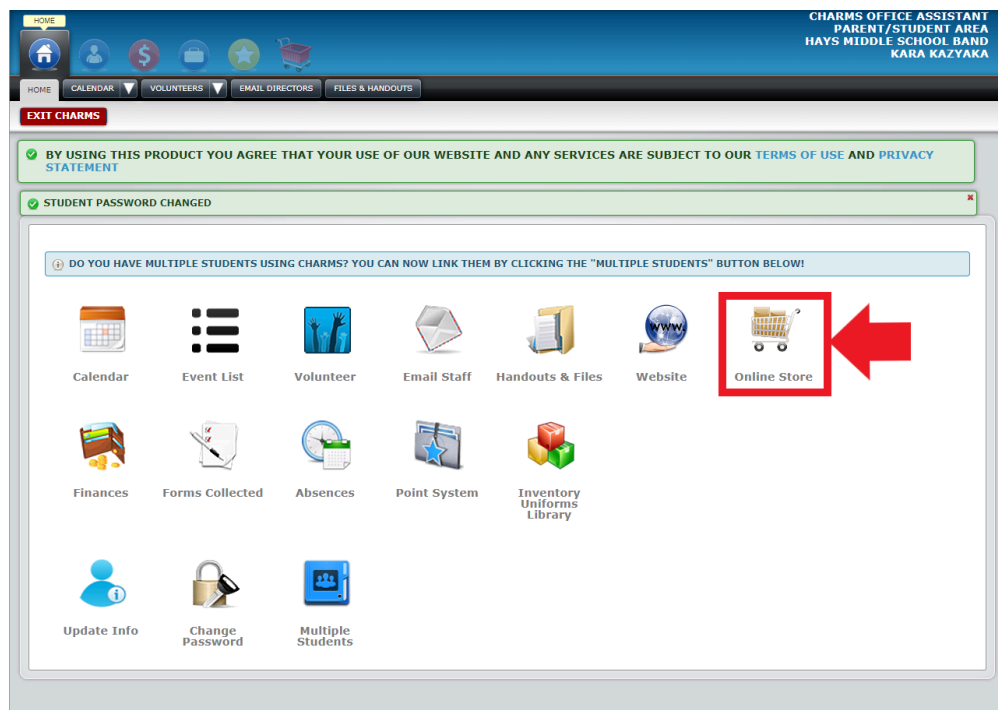 HOME
CHARMS OFFICE ASSISTANT
PARENT/STUDENT AREA
HAYS MIDDLE SCHOOL BAND
KARA KAZYAKA
HOME CALENDAR VOLUNTEERS EMAIL DIRECTORS FILES & HANDOUTS
EXIT CHARMS
BY USING THIS PRODUCT YOU AGREE THAT YOUR USE OF OUR WEBSITE AND ANY SERVICES ARE SUBJECT TO OUR TERMS OF USE AND PRIVACY
STATEMENT
STUDENT PASSWORD CHANGED
DO YOU HAVE MULTIPLE STUDENTS USING CHARMS? YOU CAN NOW LINK THEM BY CLICKING THE "MULTIPLE STUDENTS" BUTTON BELOW!
WWW.
Calendar Event List Volunteer Email Staff Handouts & Files Website Online Store
Finances Forms Collected Absences Point System Inventory
Uniforms
Library
Update Info Change Multiple
Password Students